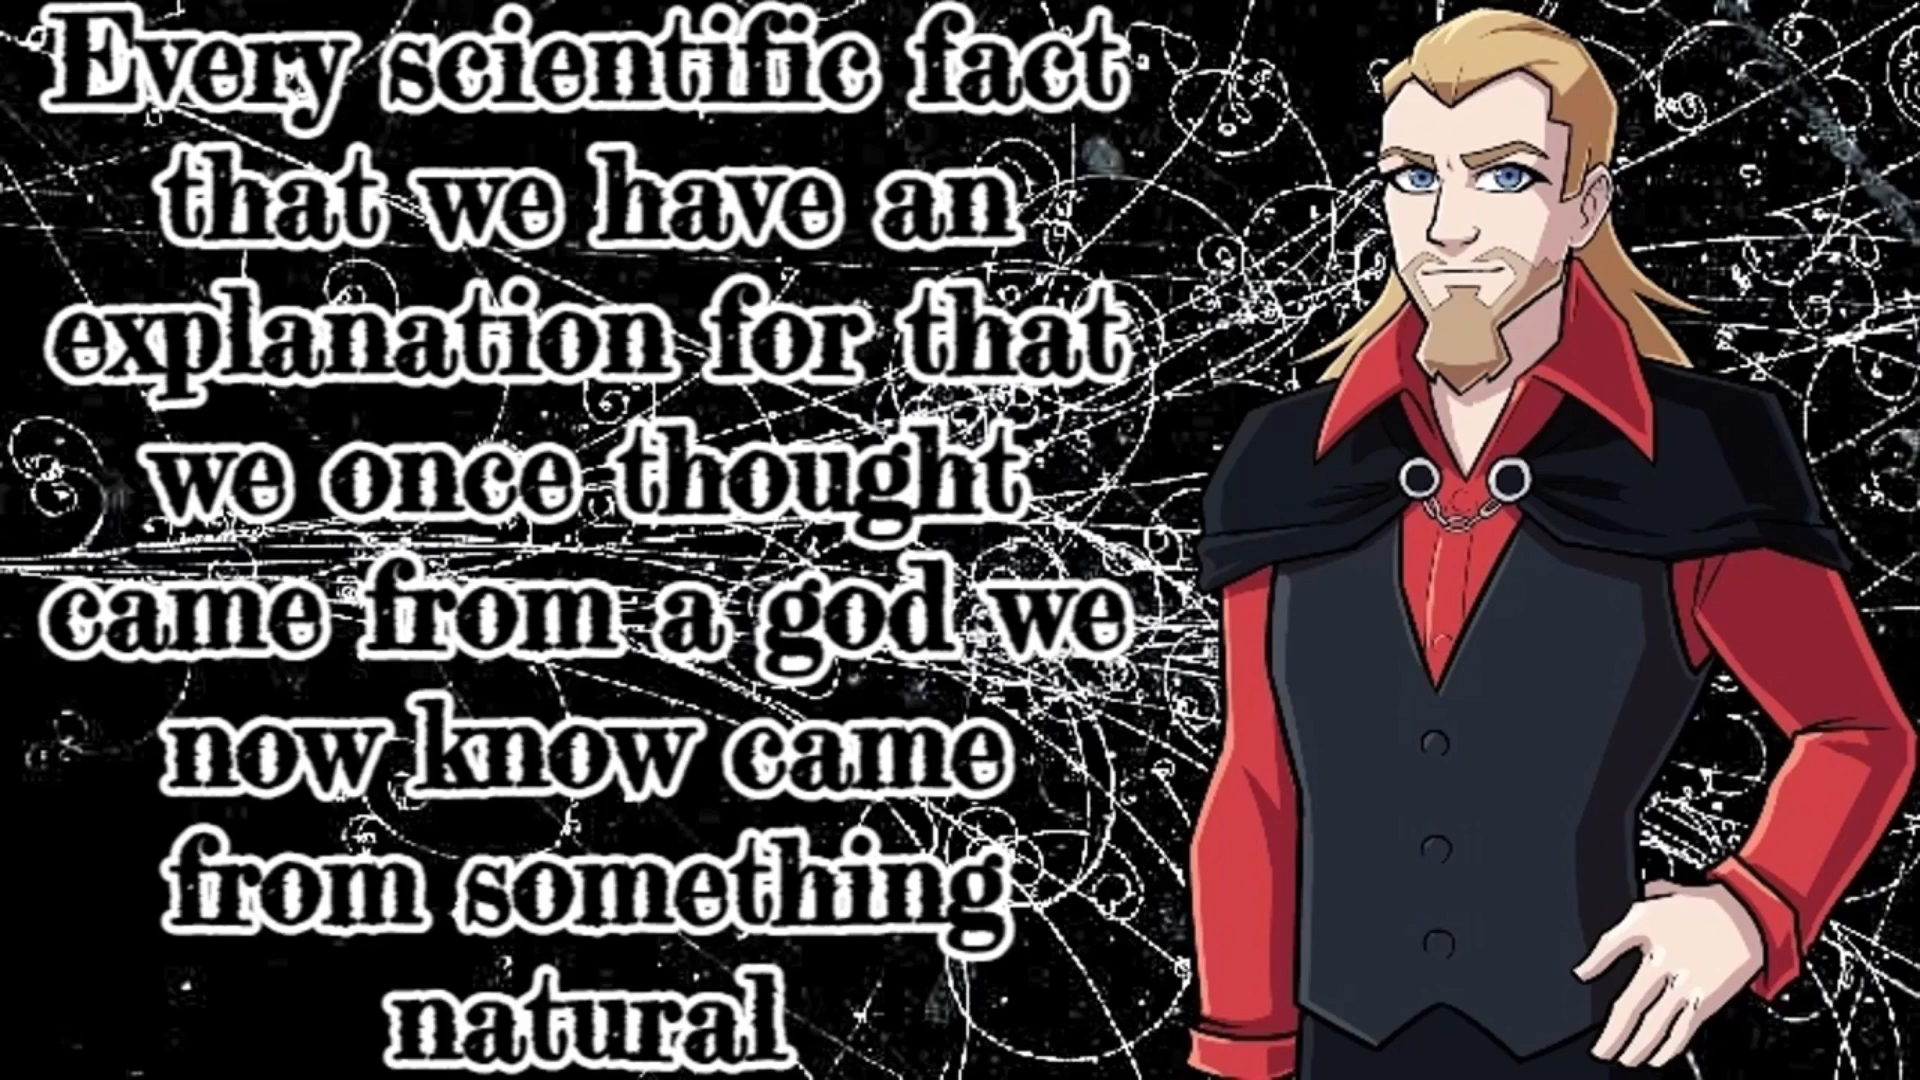 Every scientific fact
that we have an
explanation for that
we once thought
came from a god we
now know came
from something
natural